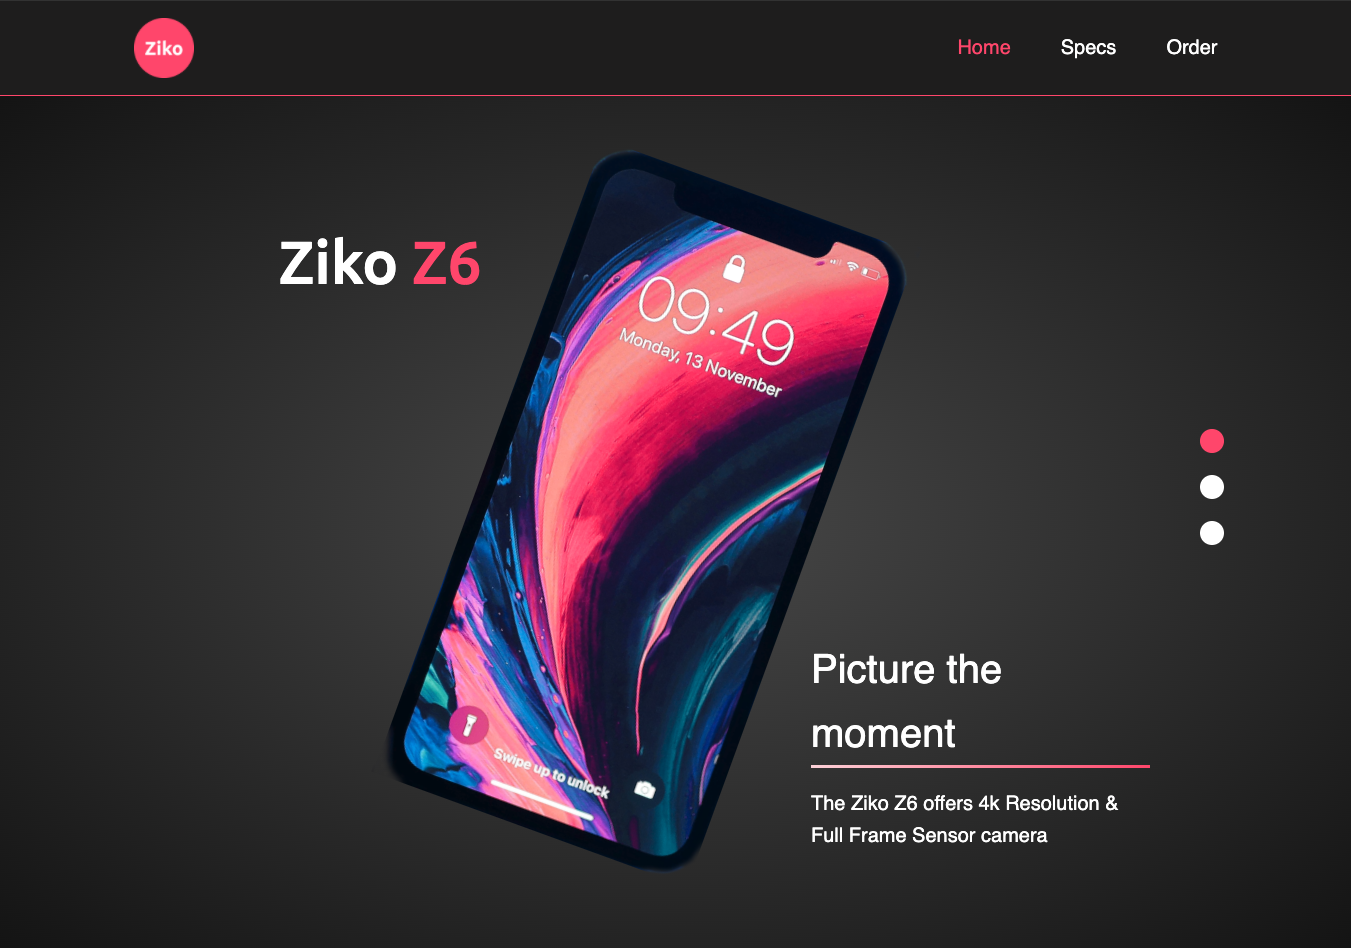 Ziko
Home Specs Order
Ziko Z6
09:49
Monday, 13 November
Swipe up to unlock
Picture the
moment
The Ziko Z6 offers 4k Resolution &
Full Frame Sensor camera